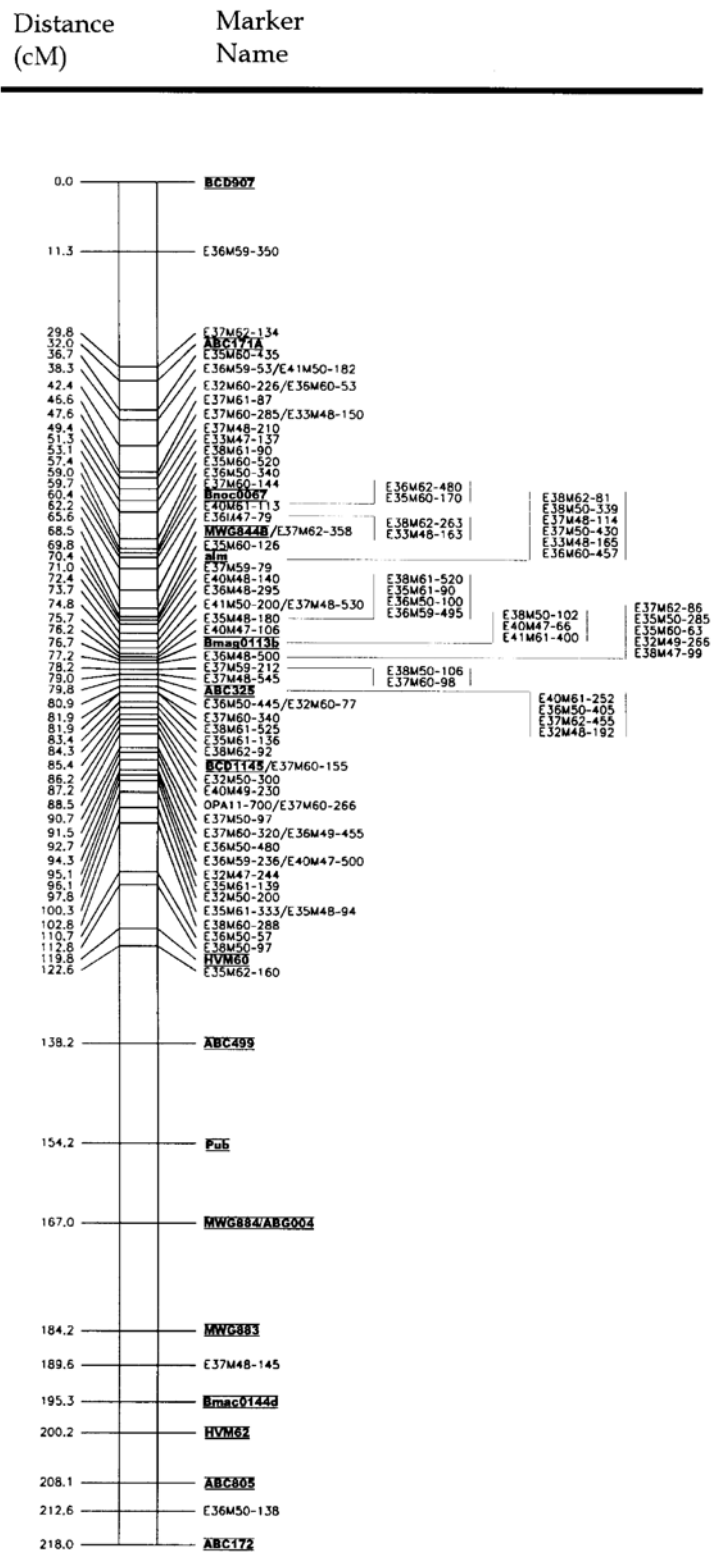 Distance Marker
(cM) Name
0.0 BCD907
11.3 E36M59-350
29.8 E37M62-134
32.0 ABC171A
36.7 E35M60-435
38.3 E36M59-53/E41M50-182
42.4 E32M60-226/E36M60-53
46.6 E37M61-87
47.6 E37M60-285/E33M48-150
49.4 E37M48-210
51.3 E33M47-137
53.1 E38M61-90
57.4 E35M60-520
59.0 E36M50-340
59.7 E37M60-144
60.4 Bnoc0067
62.2 E40M61-113
65.6 E36M47-79
68.5 MWG844B/E37M62-358
69.8 E35M60-126
70.4 alm
71.0 E37M59-79
72.4 E40M48-140
73.7 E36M48-295
74.8 E41M50-200/E37M48-530
75.7 E35M48-180
76.2 E40M47-106
76.7 Bmag0113b
77.2 E36M48-500
78.2 E37M59-212
79.0 E37M48-545
79.8 ABC325
80.9 E36M50-445/E32M60-77
81.9 E37M60-340
81.9 E38M61-525
83.4 E35M61-136
84.3 E38M62-92
85.4 BCD1145/E37M60-155
86.2 E32M50-300
87.2 E40M49-230
88.5 OPA11-700/E37M60-266
90.7 E37M50-97
91.5 E37M60-320/E36M49-455
92.7 E36M50-480
94.3 E36M59-236/E40M47-500
95.1 E32M47-244
96.1 E35M61-139
97.8 E32M50-200
100.3 E35M61-333/E35M48-94
102.8 E38M60-288
110.7 E36M50-57
112.8 E38M50-97
119.8 HVM60
122.6 E35M62-160
138.2 ABC499
154.2 Pub
167.0 MWG884/ABG004
184.2 MWG883
189.6 E37M48-145
195.3 Bmac0144d
200.2 HVM62
208.1 ABC805
212.6 E36M50-138
218.0 ABC172
E36M62-480
E35M60-170
E38M62-263
E33M48-163
E38M62-81
E38M50-339
E37M48-114
E37M50-430
E33M48-165
E36M60-457
E38M61-520
E35M61-90
E36M50-100
E36M59-495
E38M50-102
E40M47-66
E41M61-400
E37M62-86
E35M50-285
E35M60-63
E32M49-266
E38M47-99
E38M50-106
E37M60-98
E40M61-252
E36M50-405
E37M62-455
E32M48-192